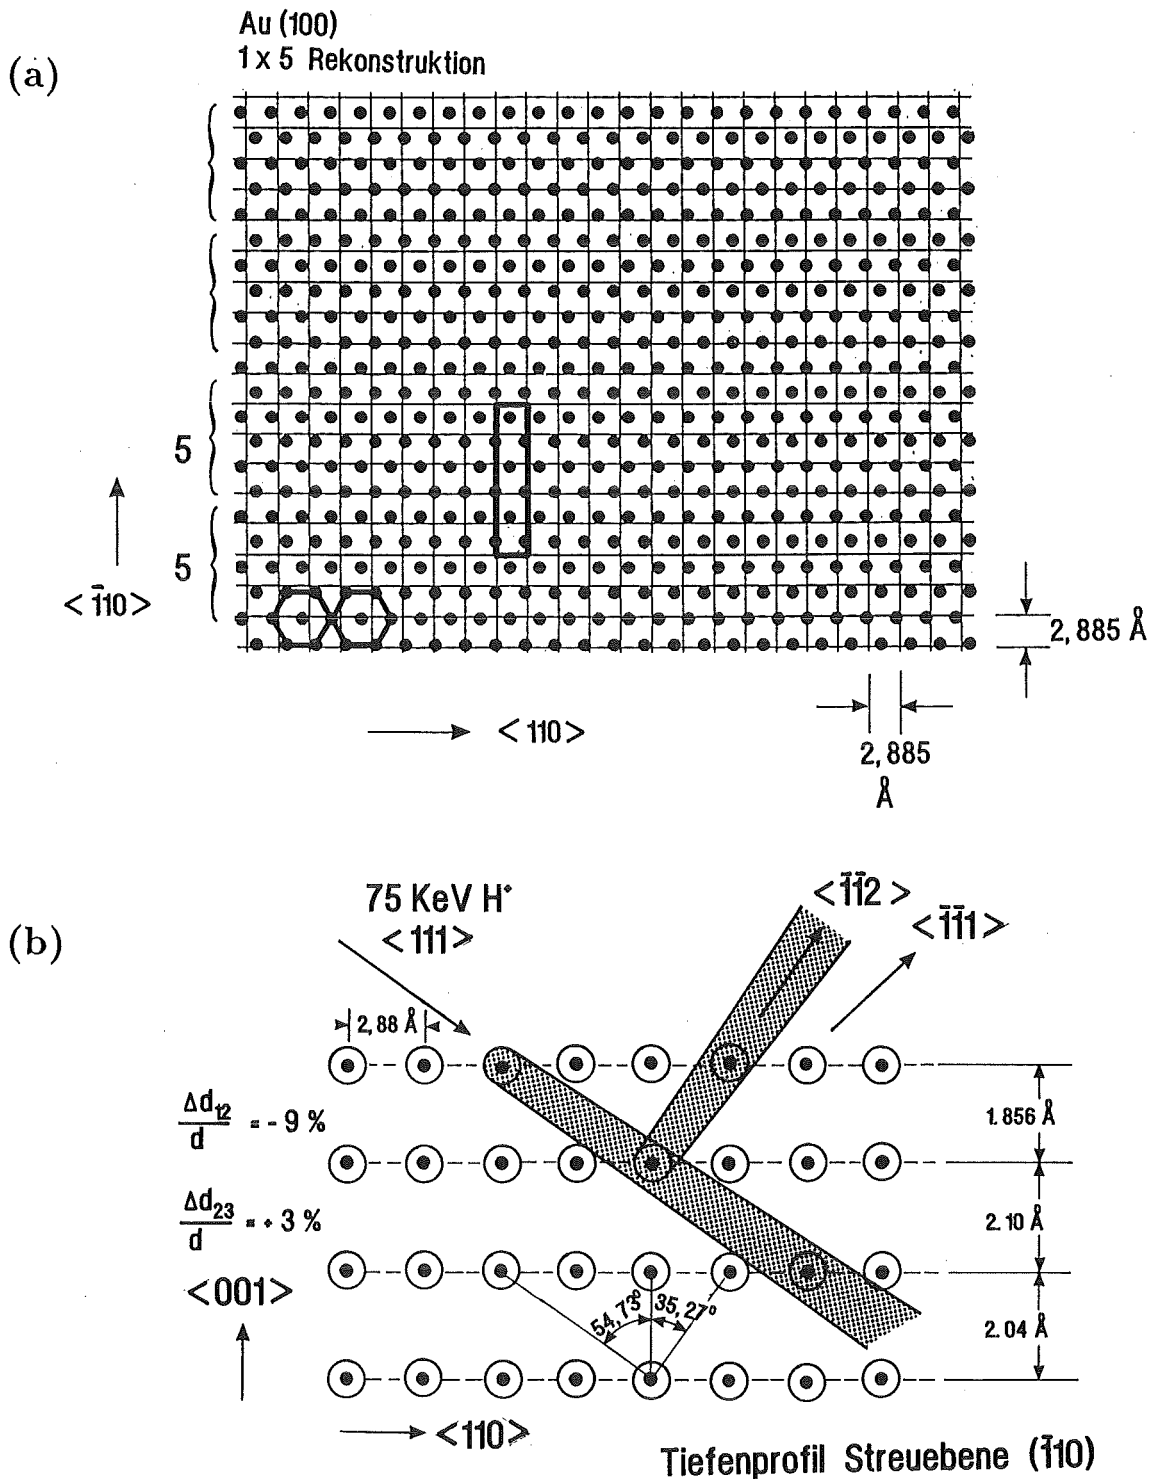 Au (100)
1 x 5 Rekonstruktion
(a)
5
5
<1̄10>
2,885 Å
<110>
2,885
Å
(b)
75 KeV H⁺
<111>
<1̄1̄2>
<1̄1̄1>
2,88 Å
Δd₁₂/d = - 9 %
1.856 Å
Δd₂₃/d = + 3 %
2.10 Å
<001>
54,73° 35,27°
2.04 Å
<110>
Tiefenprofil Streuebene (1̄10)